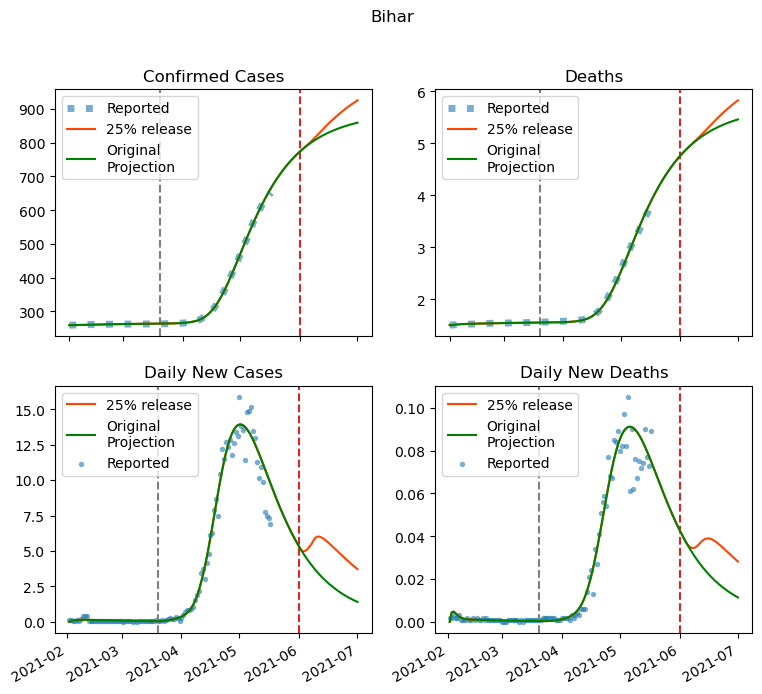 Bihar
Confirmed Cases
Reported
25% release
Original
Projection
900
800
700
600
500
400
300
Deaths
Reported
25% release
Original
Projection
6
5
4
3
2
Daily New Cases
25% release
Original
Projection
Reported
15.0
12.5
10.0
7.5
5.0
2.5
0.0
2021-02
2021-03
2021-04
2021-05
2021-06
2021-07
Daily New Deaths
25% release
Original
Projection
Reported
0.10
0.08
0.06
0.04
0.02
0.00
2021-02
2021-03
2021-04
2021-05
2021-06
2021-07